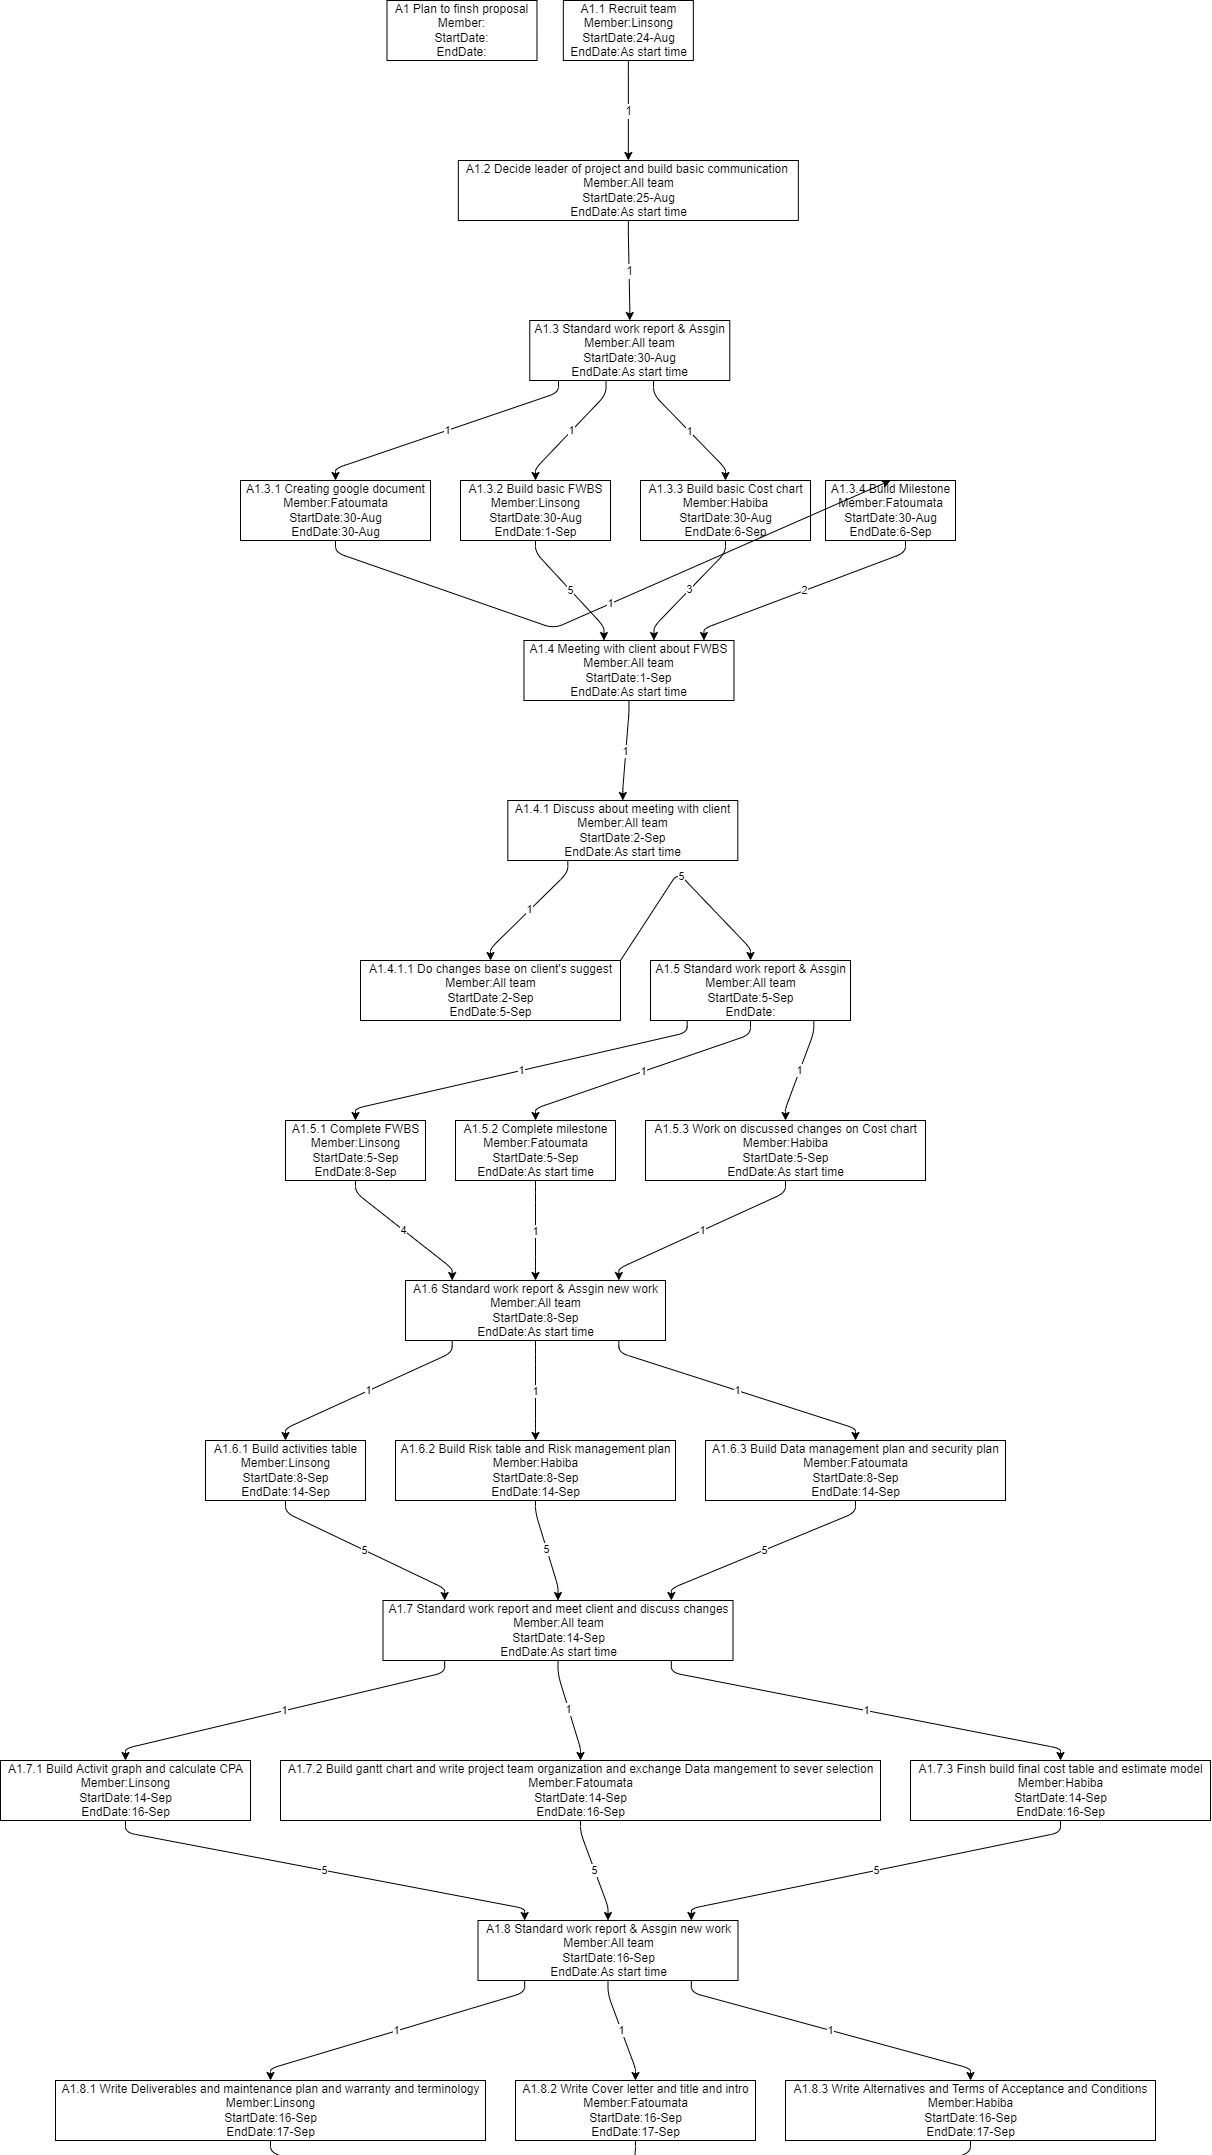 A1 Plan to finsh proposal
Member:
StartDate:
EndDate:
A1.1 Recruit team
Member:Linsong
StartDate:24-Aug
EndDate:As start time
1
A1.2 Decide leader of project and build basic communication
Member:All team
StartDate:25-Aug
EndDate:As start time
1
A1.3 Standard work report & Assgin
Member:All team
StartDate:30-Aug
EndDate:As start time
1
1
1
A1.3.1 Creating google document
Member:Fatoumata
StartDate:30-Aug
EndDate:30-Aug
A1.3.2 Build basic FWBS
Member:Linsong
StartDate:30-Aug
EndDate:1-Sep
A1.3.3 Build basic Cost chart
Member:Habiba
StartDate:30-Aug
EndDate:6-Sep
A1.3.4 Build Milestone
Member:Fatoumata
StartDate:30-Aug
EndDate:6-Sep
5
1
3
2
A1.4 Meeting with client about FWBS
Member:All team
StartDate:1-Sep
EndDate:As start time
1
A1.4.1 Discuss about meeting with client
Member:All team
StartDate:2-Sep
EndDate:As start time
1
5
A1.4.1.1 Do changes base on client's suggest
Member:All team
StartDate:2-Sep
EndDate:5-Sep
A1.5 Standard work report & Assgin
Member:All team
StartDate:5-Sep
EndDate:
1
1
1
A1.5.1 Complete FWBS
Member:Linsong
StartDate:5-Sep
EndDate:8-Sep
A1.5.2 Complete milestone
Member:Fatoumata
StartDate:5-Sep
EndDate:As start time
A1.5.3 Work on discussed changes on Cost chart
Member:Habiba
StartDate:5-Sep
EndDate:As start time
4
1
1
A1.6 Standard work report & Assgin new work
Member:All team
StartDate:8-Sep
EndDate:As start time
1
1
1
A1.6.1 Build activities table
Member:Linsong
StartDate:8-Sep
EndDate:14-Sep
A1.6.2 Build Risk table and Risk management plan
Member:Habiba
StartDate:8-Sep
EndDate:14-Sep
A1.6.3 Build Data management plan and security plan
Member:Fatoumata
StartDate:8-Sep
EndDate:14-Sep
5
5
5
A1.7 Standard work report and meet client and discuss changes
Member:All team
StartDate:14-Sep
EndDate:As start time
1
1
1
A1.7.1 Build Activit graph and calculate CPA
Member:Linsong
StartDate:14-Sep
EndDate:16-Sep
A1.7.2 Build gantt chart and write project team organization and exchange Data mangement to sever selection
Member:Fatoumata
StartDate:14-Sep
EndDate:16-Sep
A1.7.3 Finsh build final cost table and estimate model
Member:Habiba
StartDate:14-Sep
EndDate:16-Sep
5
5
5
A1.8 Standard work report & Assgin new work
Member:All team
StartDate:16-Sep
EndDate:As start time
1
1
1
A1.8.1 Write Deliverables and maintenance plan and warranty and terminology
Member:Linsong
StartDate:16-Sep
EndDate:17-Sep
A1.8.2 Write Cover letter and title and intro
Member:Fatoumata
StartDate:16-Sep
EndDate:17-Sep
A1.8.3 Write Alternatives and Terms of Acceptance and Conditions
Member:Habiba
StartDate:16-Sep
EndDate:17-Sep